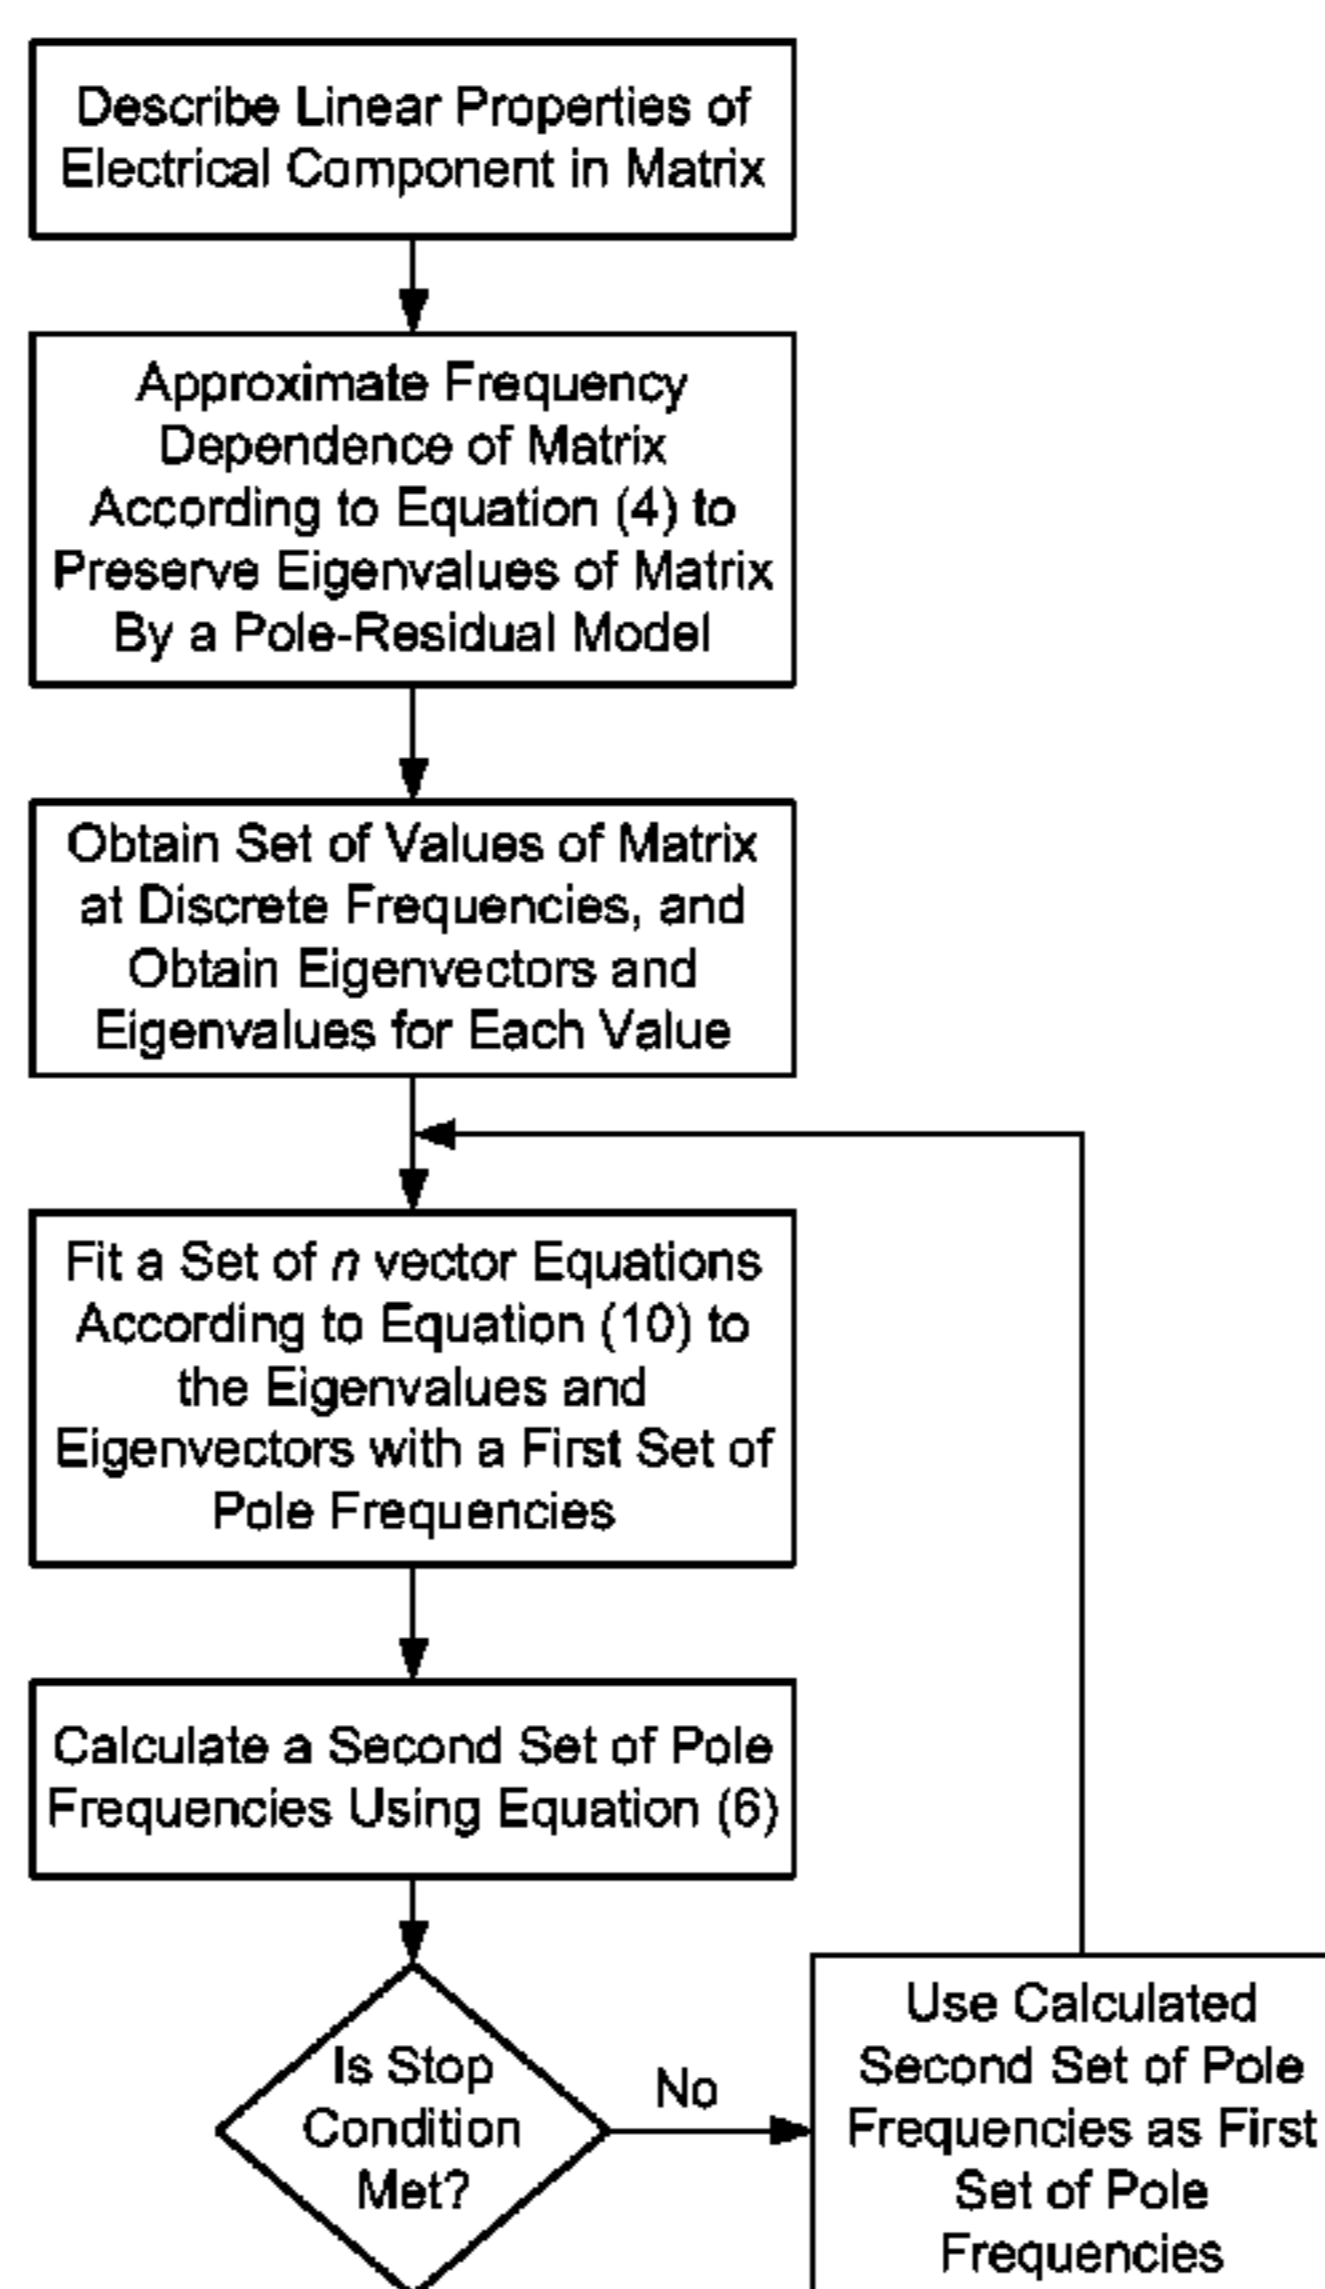 Describe Linear Properties of
Electrical Component in Matrix
Approximate Frequency
Dependence of Matrix
According to Equation (4) to
Preserve Eigenvalues of Matrix
By a Pole-Residual Model
Obtain Set of Values of Matrix
at Discrete Frequencies, and
Obtain Eigenvectors and
Eigenvalues for Each Value
Fit a Set of n vector Equations
According to Equation (10) to
the Eigenvalues and
Eigenvectors with a First Set of
Pole Frequencies
Calculate a Second Set of Pole
Frequencies Using Equation (6)
Is Stop
Condition
Met?
No
Use Calculated
Second Set of Pole
Frequencies as First
Set of Pole
Frequencies